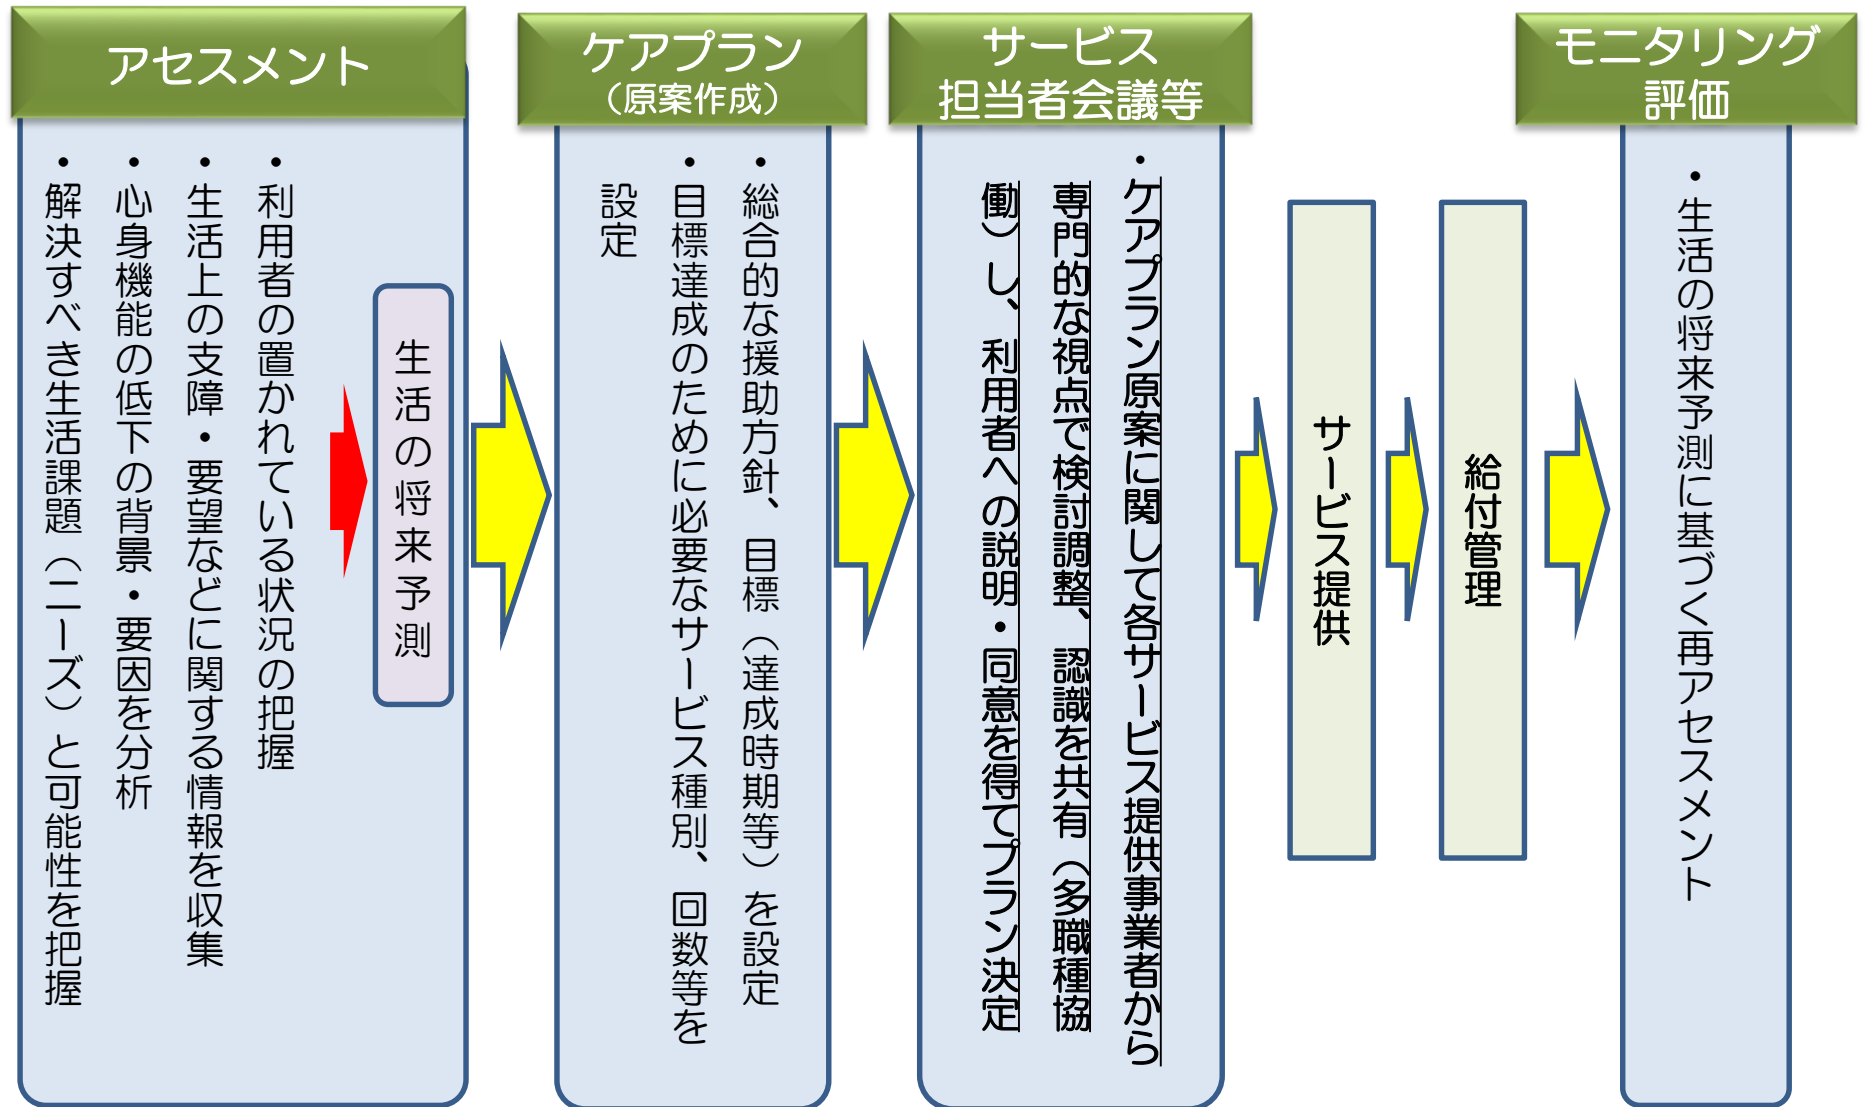 アセスメント
・利用者の置かれている状況の把握
・生活上の支障・要望などに関する情報を収集
・心身機能の低下の背景・要因を分析
・解決すべき生活課題（ニーズ）と可能性を把握
生活の将来予測
ケアプラン
（原案作成）
・総合的な援助方針、目標（達成時期等）を設定
・目標達成のために必要なサービス種別、回数等を
設定
サービス
担当者会議等
・ケアプラン原案に関して各サービス提供事業者から
専門的な視点で検討調整、認識を共有（多職種協
働）し、利用者への説明・同意を得てプラン決定
サービス提供
給付管理
モニタリング
評価
・生活の将来予測に基づく再アセスメント